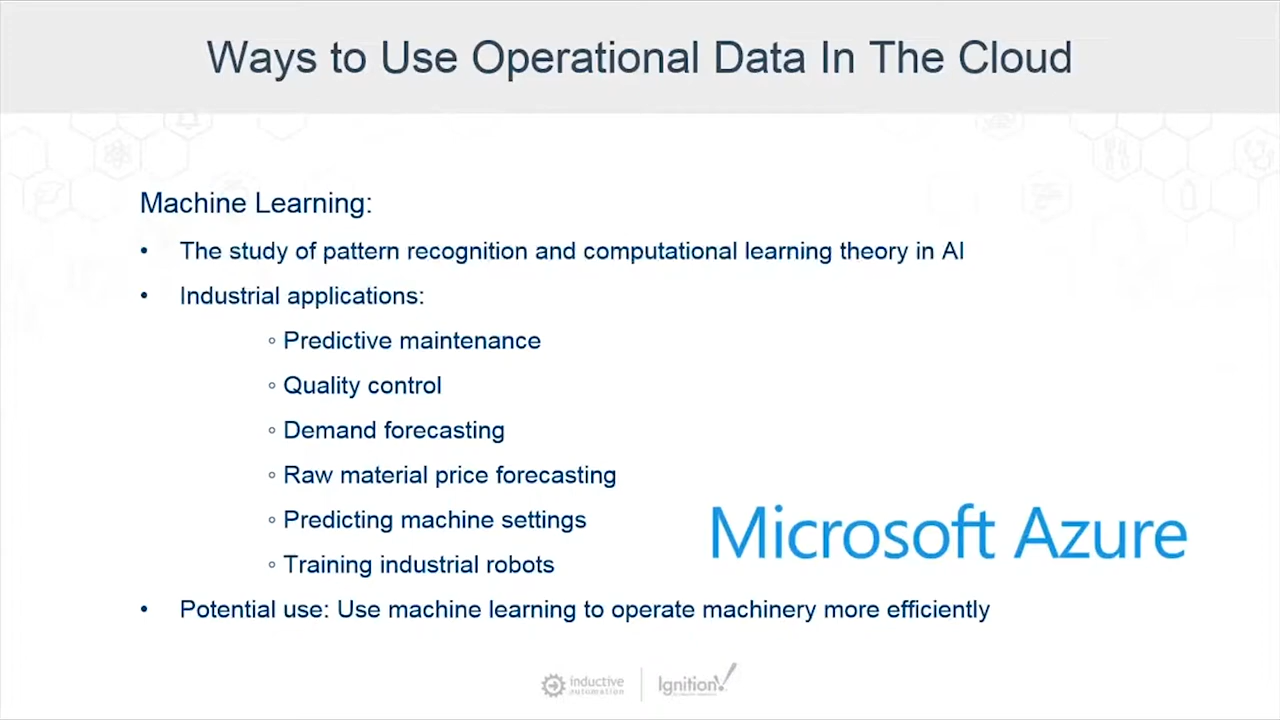 Ways to Use Operational Data In The Cloud
Machine Learning:
• The study of pattern recognition and computational learning theory in AI
• Industrial applications:
◦ Predictive maintenance
◦ Quality control
◦ Demand forecasting
◦ Raw material price forecasting
◦ Predicting machine settings
◦ Training industrial robots
Microsoft Azure
• Potential use: Use machine learning to operate machinery more efficiently
inductive automation
Ignition!